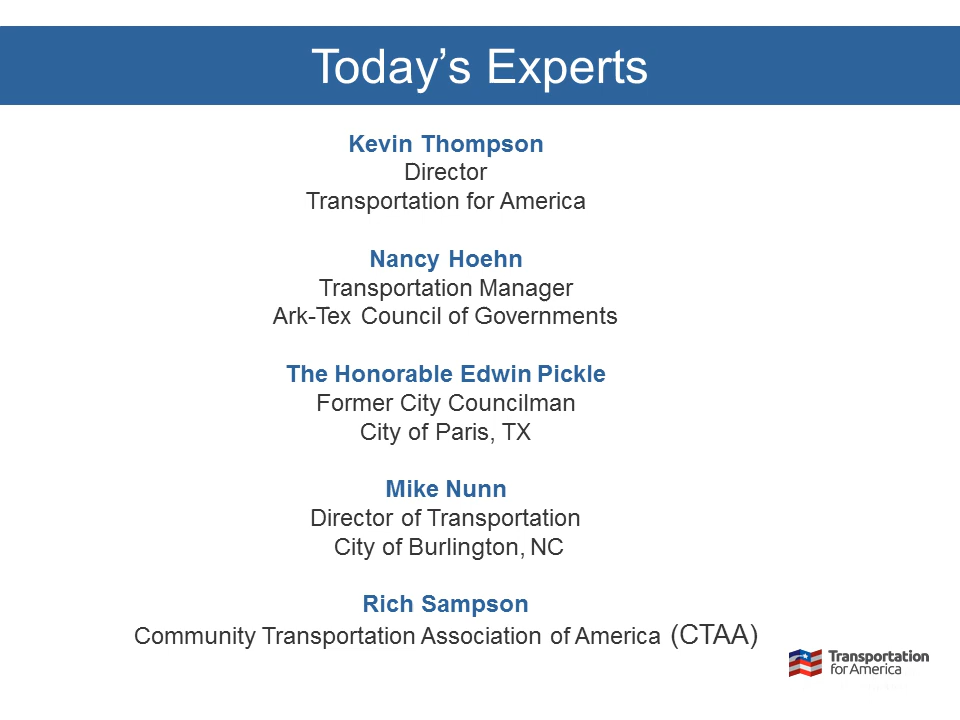 Today’s Experts
Kevin Thompson
Director
Transportation for America
Nancy Hoehn
Transportation Manager
Ark-Tex Council of Governments
The Honorable Edwin Pickle
Former City Councilman
City of Paris, TX
Mike Nunn
Director of Transportation
City of Burlington, NC
Rich Sampson
Community Transportation Association of America (CTAA)
Transportation
for America